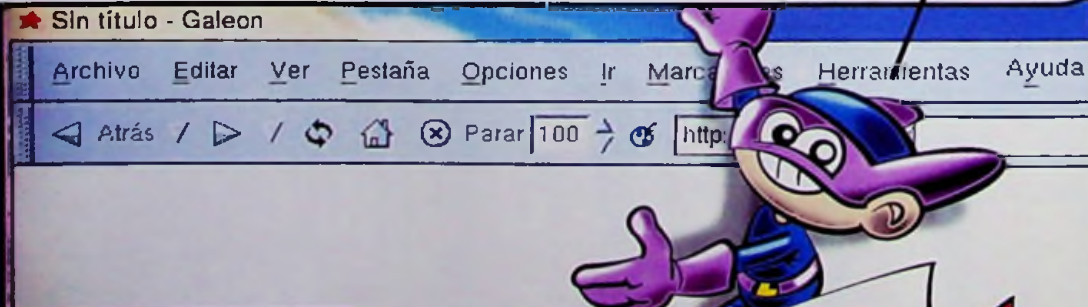 Sin título - Galeon
Archivo Editar Ver Pestaña Opciones Ir Herramientas Ayuda
Atrás / / Parar 100 http: